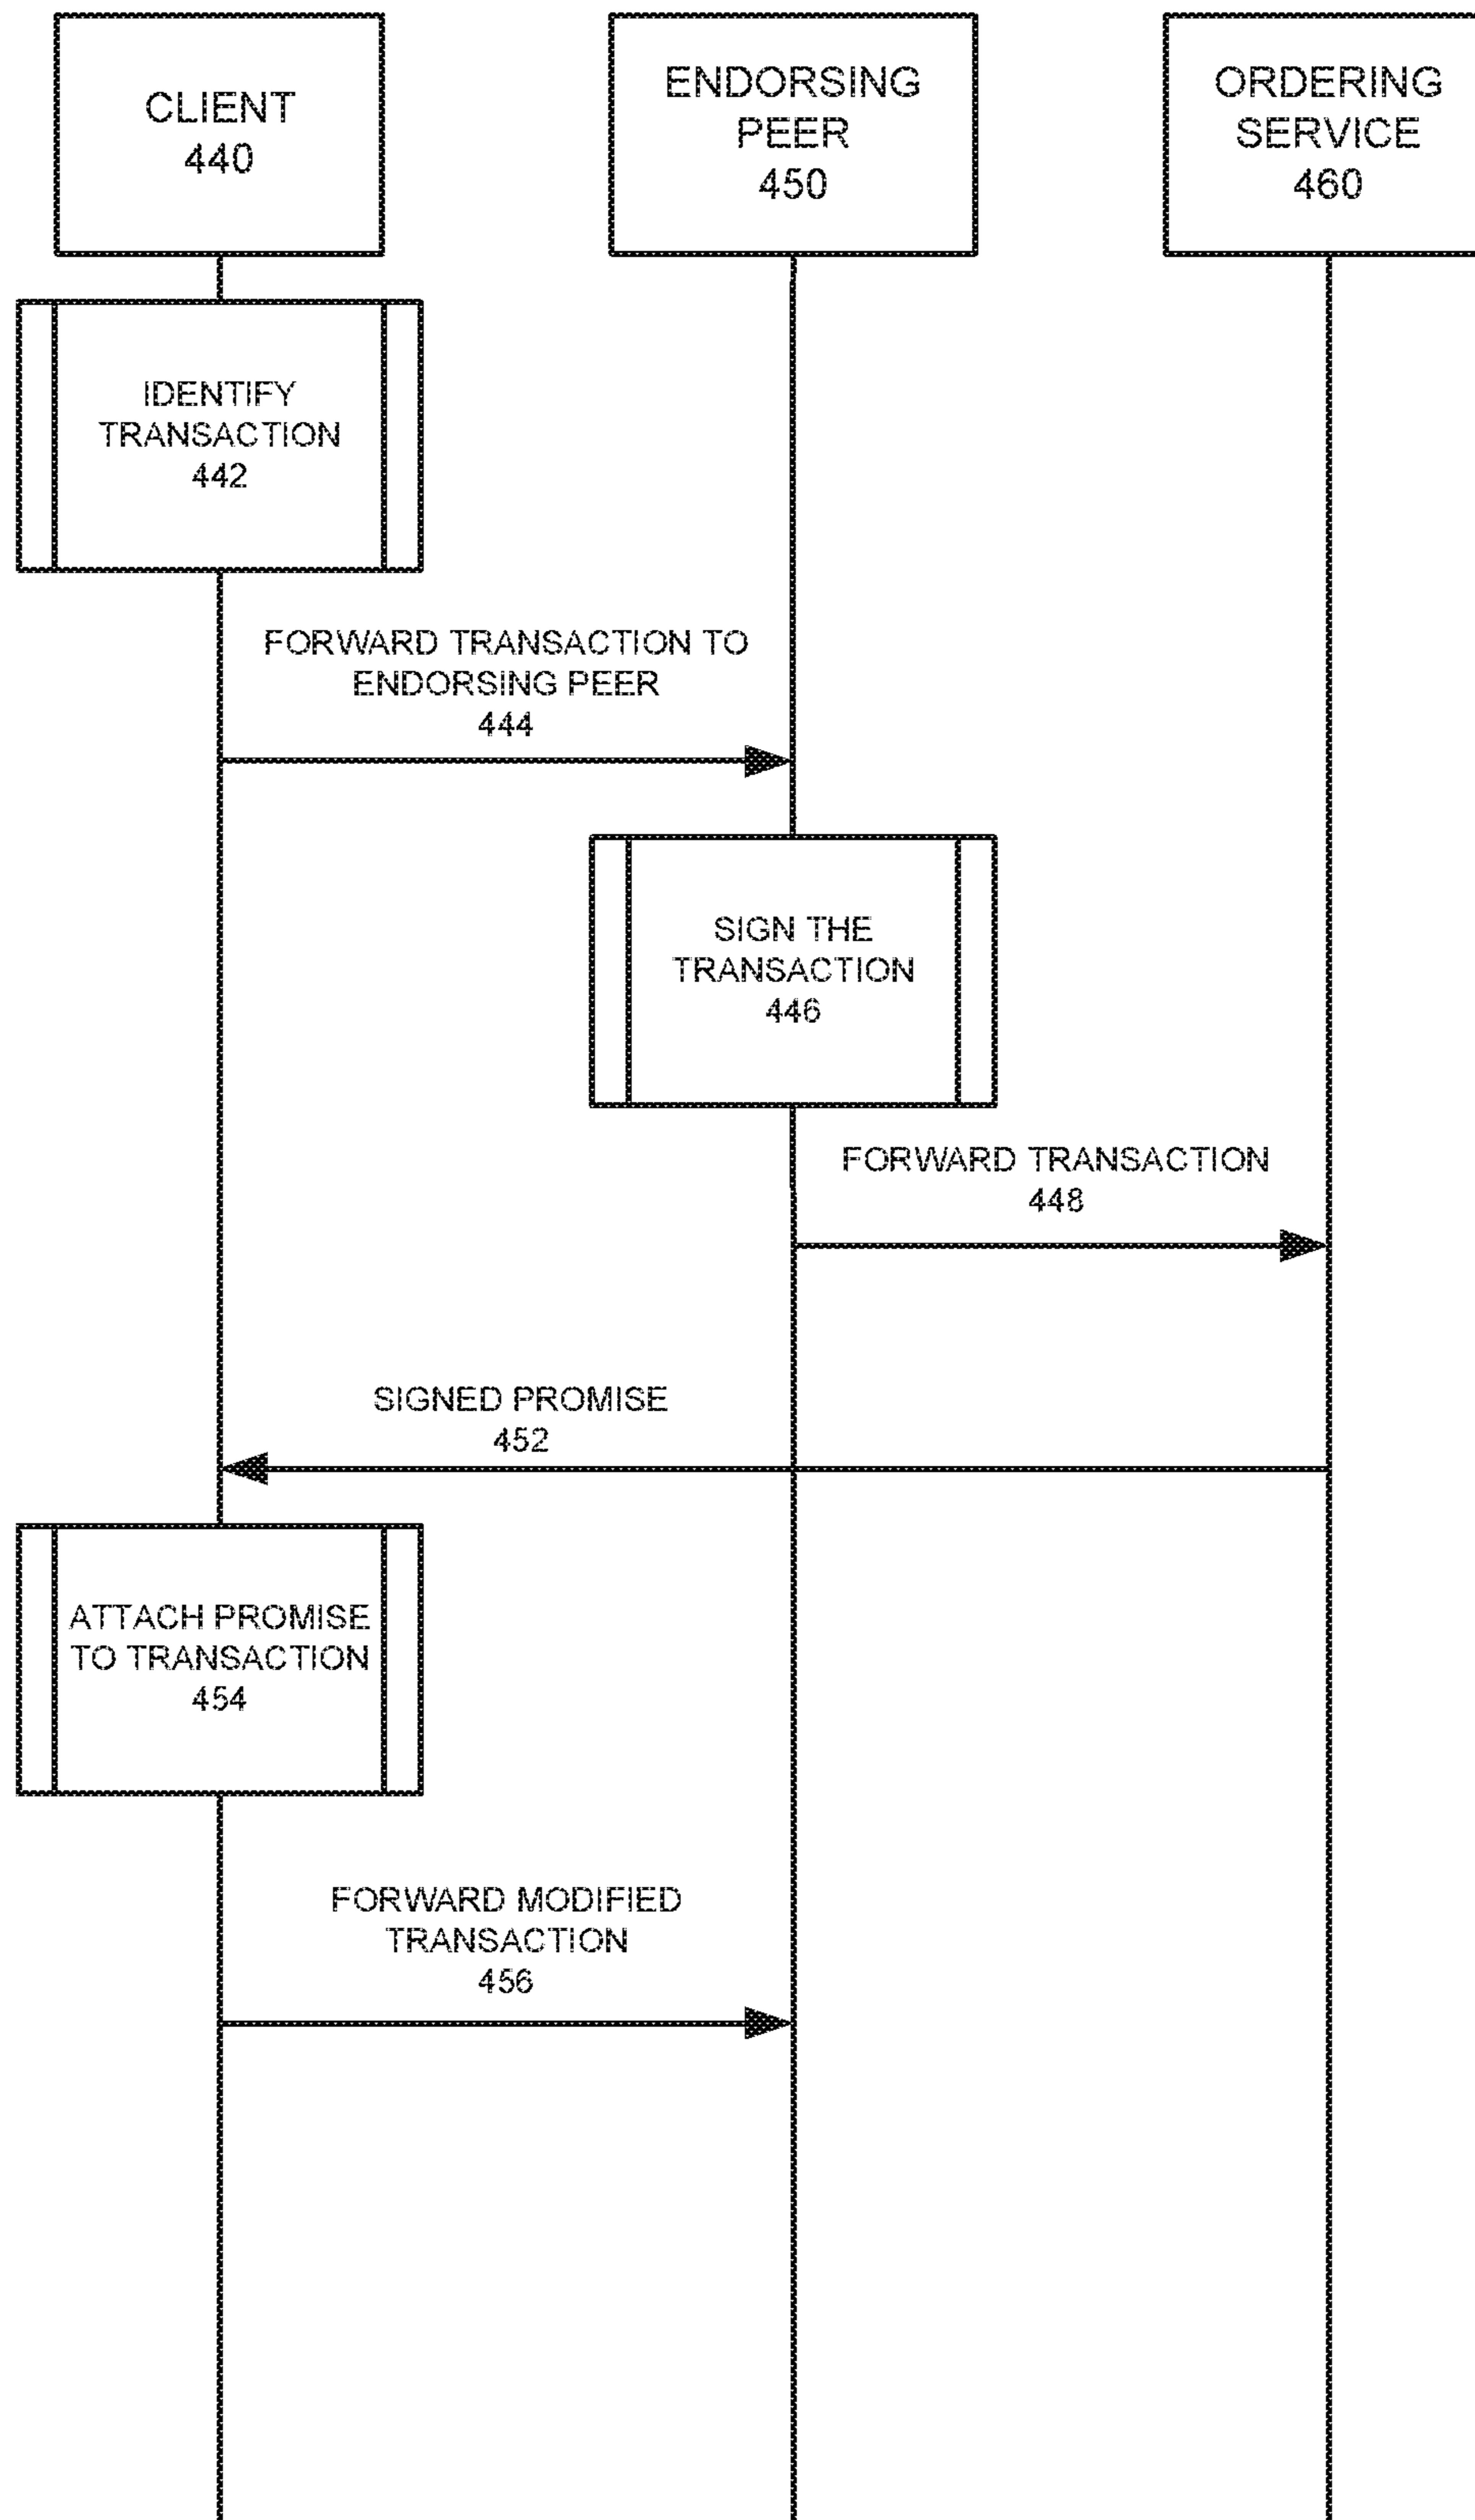 CLIENT
440
ENDORSING
PEER
450
ORDERING
SERVICE
460
IDENTIFY
TRANSACTION
442
FORWARD TRANSACTION TO
ENDORSING PEER
444
SIGN THE
TRANSACTION
446
FORWARD TRANSACTION
448
SIGNED PROMISE
452
ATTACH PROMISE
TO TRANSACTION
454
FORWARD MODIFIED
TRANSACTION
456